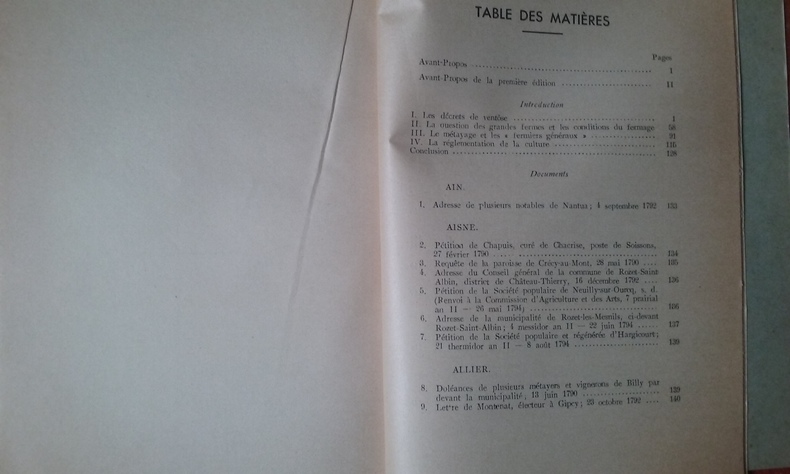 TABLE DES MATIÈRES
Pages
Avant-Propos 1
Avant-Propos de la première édition 11
Introduction
I. Les décrets de ventôse 1
II. La question des grandes fermes et les conditions du fermage 58
III. Le métayage et les « fermiers généraux » 91
IV. La réglementation de la culture 116
Conclusion 128
Documents
AIN.
1. Adresse de plusieurs notables de Nantua; 4 septembre 1792 133
AISNE.
2. Pétition de Chapuis, curé de Chacrise, poste de Soissons,
27 février 1790 134
3. Requête de la paroisse de Crécy-au-Mont, 28 mai 1790 135
4. Adresse du Conseil général de la commune de Rozet-Saint
Albin, district de Château-Thierry, 16 décembre 1792 136
5. Pétition de la Société populaire de Neuilly-sur-Ourcq, s. d.
(Renvoi à la Commission d'Agriculture et des Arts, 7 prairial
an II — 26 mai 1794) 136
6. Adresse de la municipalité de Rozet-les-Mesnils, ci-devant
Rozet-Saint-Albin; 4 messidor an II — 22 juin 1794 137
7. Pétition de la Société populaire et régénérée d'Hargicourt;
21 thermidor an II — 8 août 1794 139
ALLIER.
8. Doléances de plusieurs métayers et vignerons de Billy par
devant la municipalité; 13 juin 1790 139
9. Lettre de Montenat, électeur à Gipcy; 29 octobre 1792 140